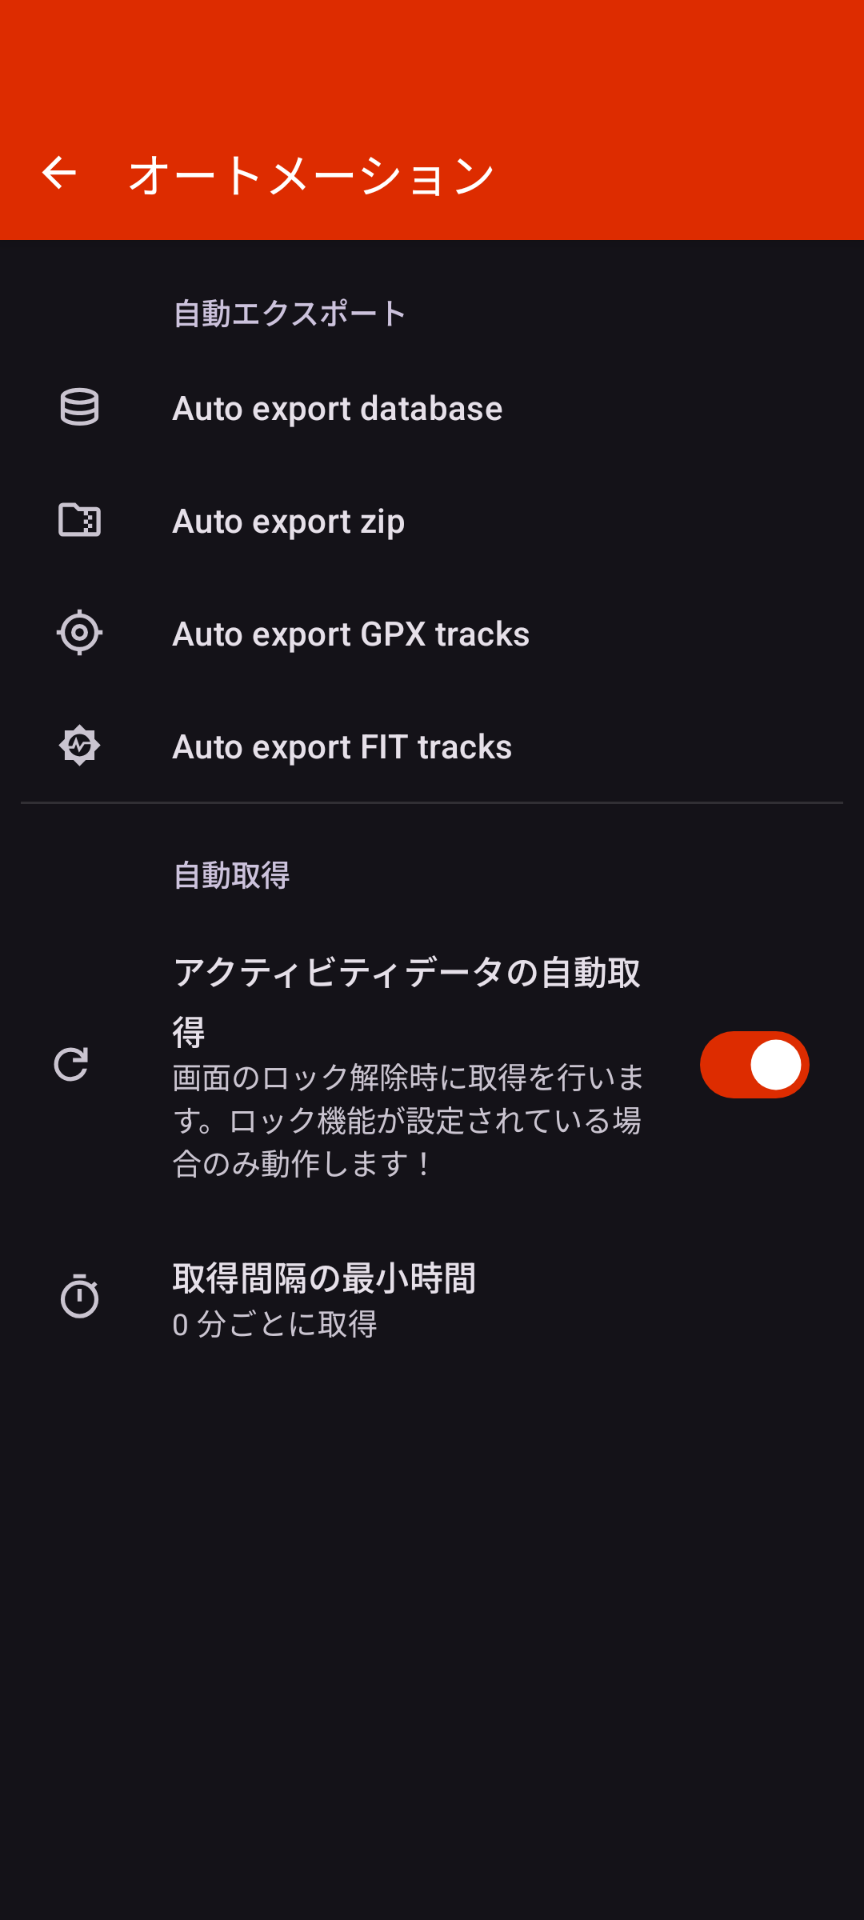 オートメーション
自動エクスポート
Auto export database
Auto export zip
Auto export GPX tracks
Auto export FIT tracks
自動取得
アクティビティデータの自動取
得
画面のロック解除時に取得を行いま
す。ロック機能が設定されている場
合のみ動作します！
取得間隔の最小時間
0 分ごとに取得